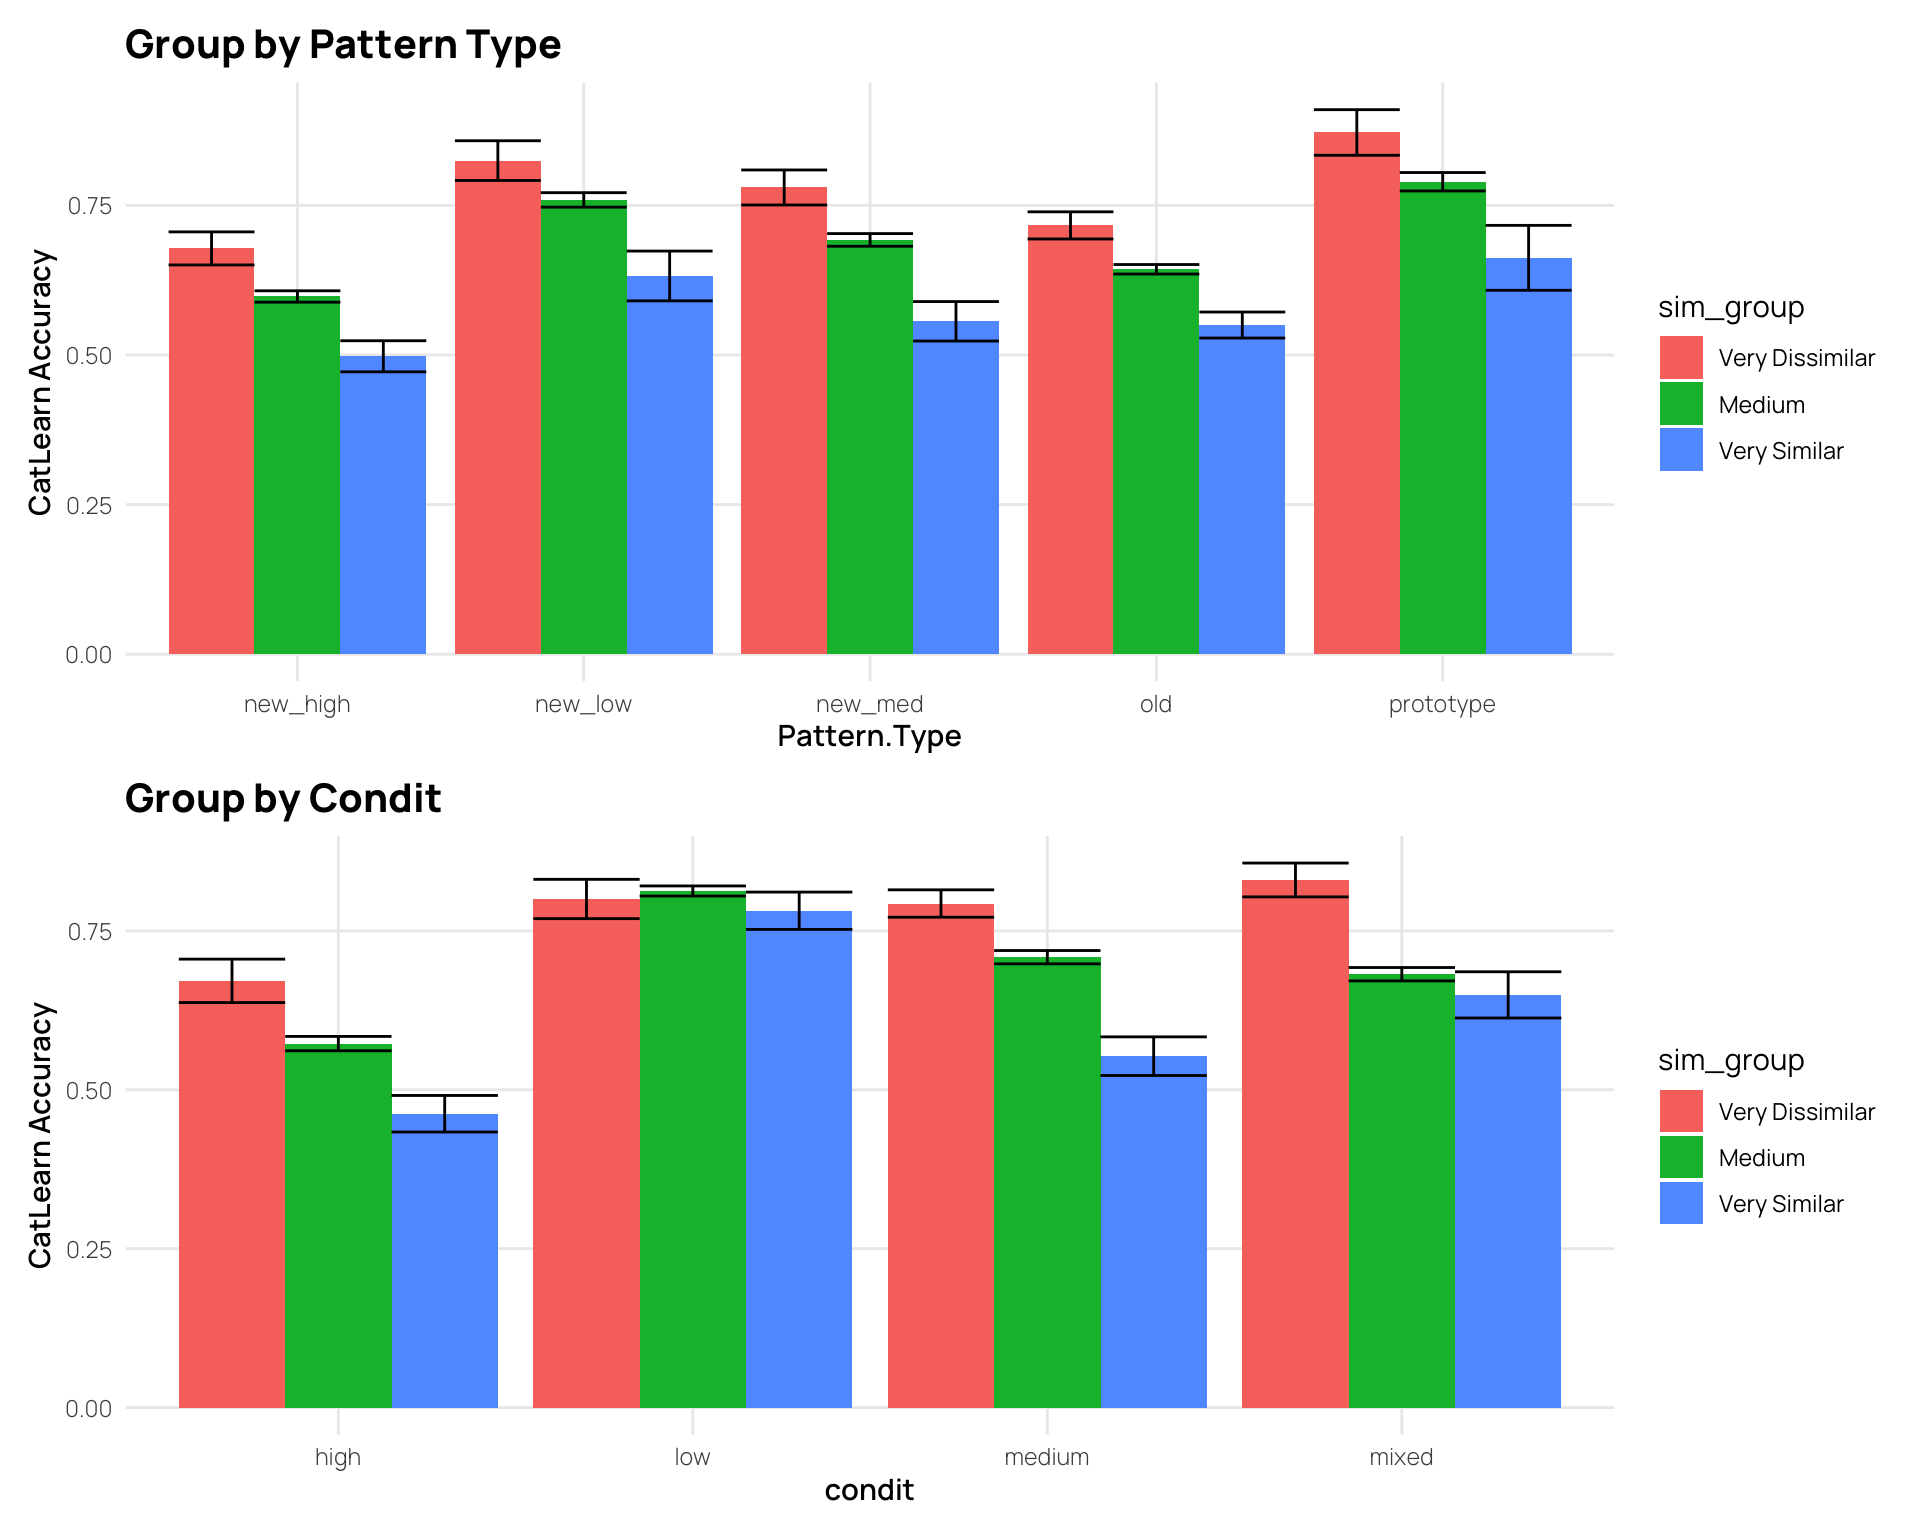 Group by Pattern Type
CatLearn Accuracy
0.75
0.50
0.25
0.00
new_high
new_low
new_med
old
prototype
Pattern.Type
sim_group
Very Dissimilar
Medium
Very Similar
Group by Condit
CatLearn Accuracy
0.75
0.50
0.25
0.00
high
low
medium
mixed
condit
sim_group
Very Dissimilar
Medium
Very Similar